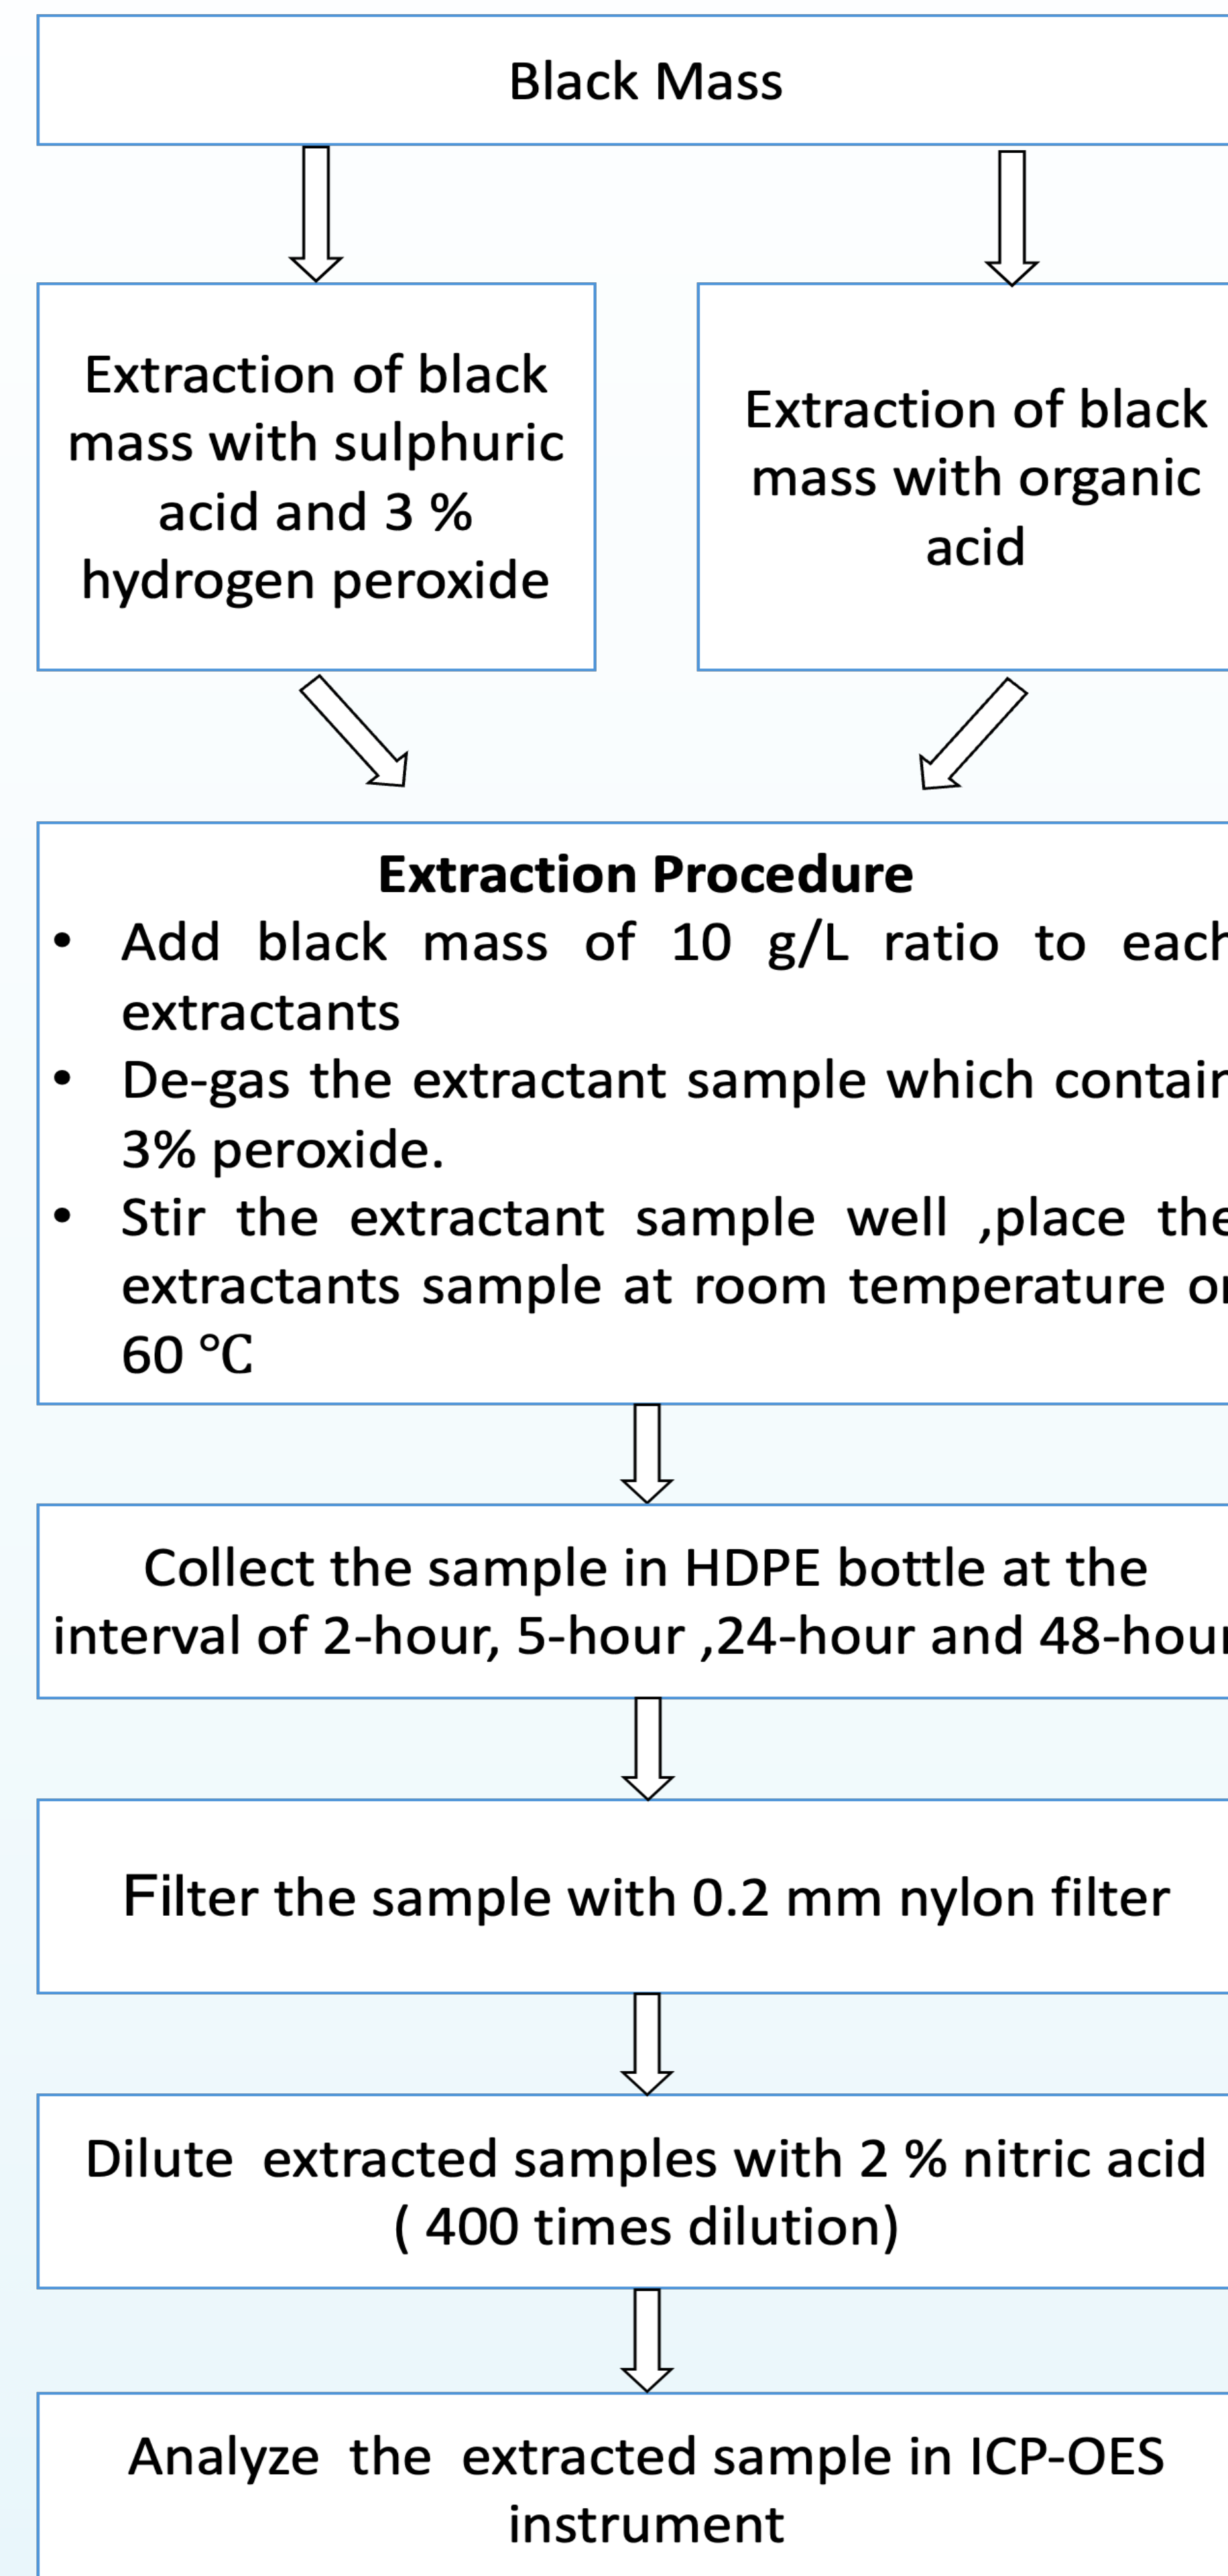 Black Mass
Extraction of black
mass with sulphuric
acid and 3 %
hydrogen peroxide
Extraction of black
mass with organic
acid
Extraction Procedure
• Add black mass of 10 g/L ratio to each
extractants
• De-gas the extractant sample which contain
3% peroxide.
• Stir the extractant sample well ,place the
extractants sample at room temperature or
60 °C
Collect the sample in HDPE bottle at the
interval of 2-hour, 5-hour ,24-hour and 48-hour
Filter the sample with 0.2 mm nylon filter
Dilute extracted samples with 2 % nitric acid
( 400 times dilution)
Analyze the extracted sample in ICP-OES
instrument